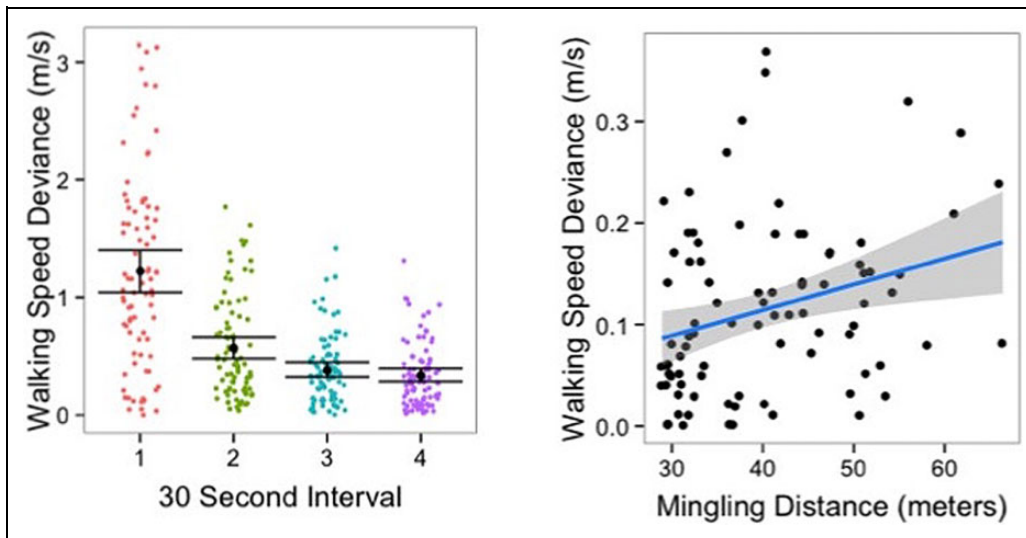 Walking Speed Deviance (m/s)
3
2
1
0
1 2 3 4
30 Second Interval
Walking Speed Deviance (m/s)
0.3
0.2
0.1
0.0
30 40 50 60
Mingling Distance (meters)